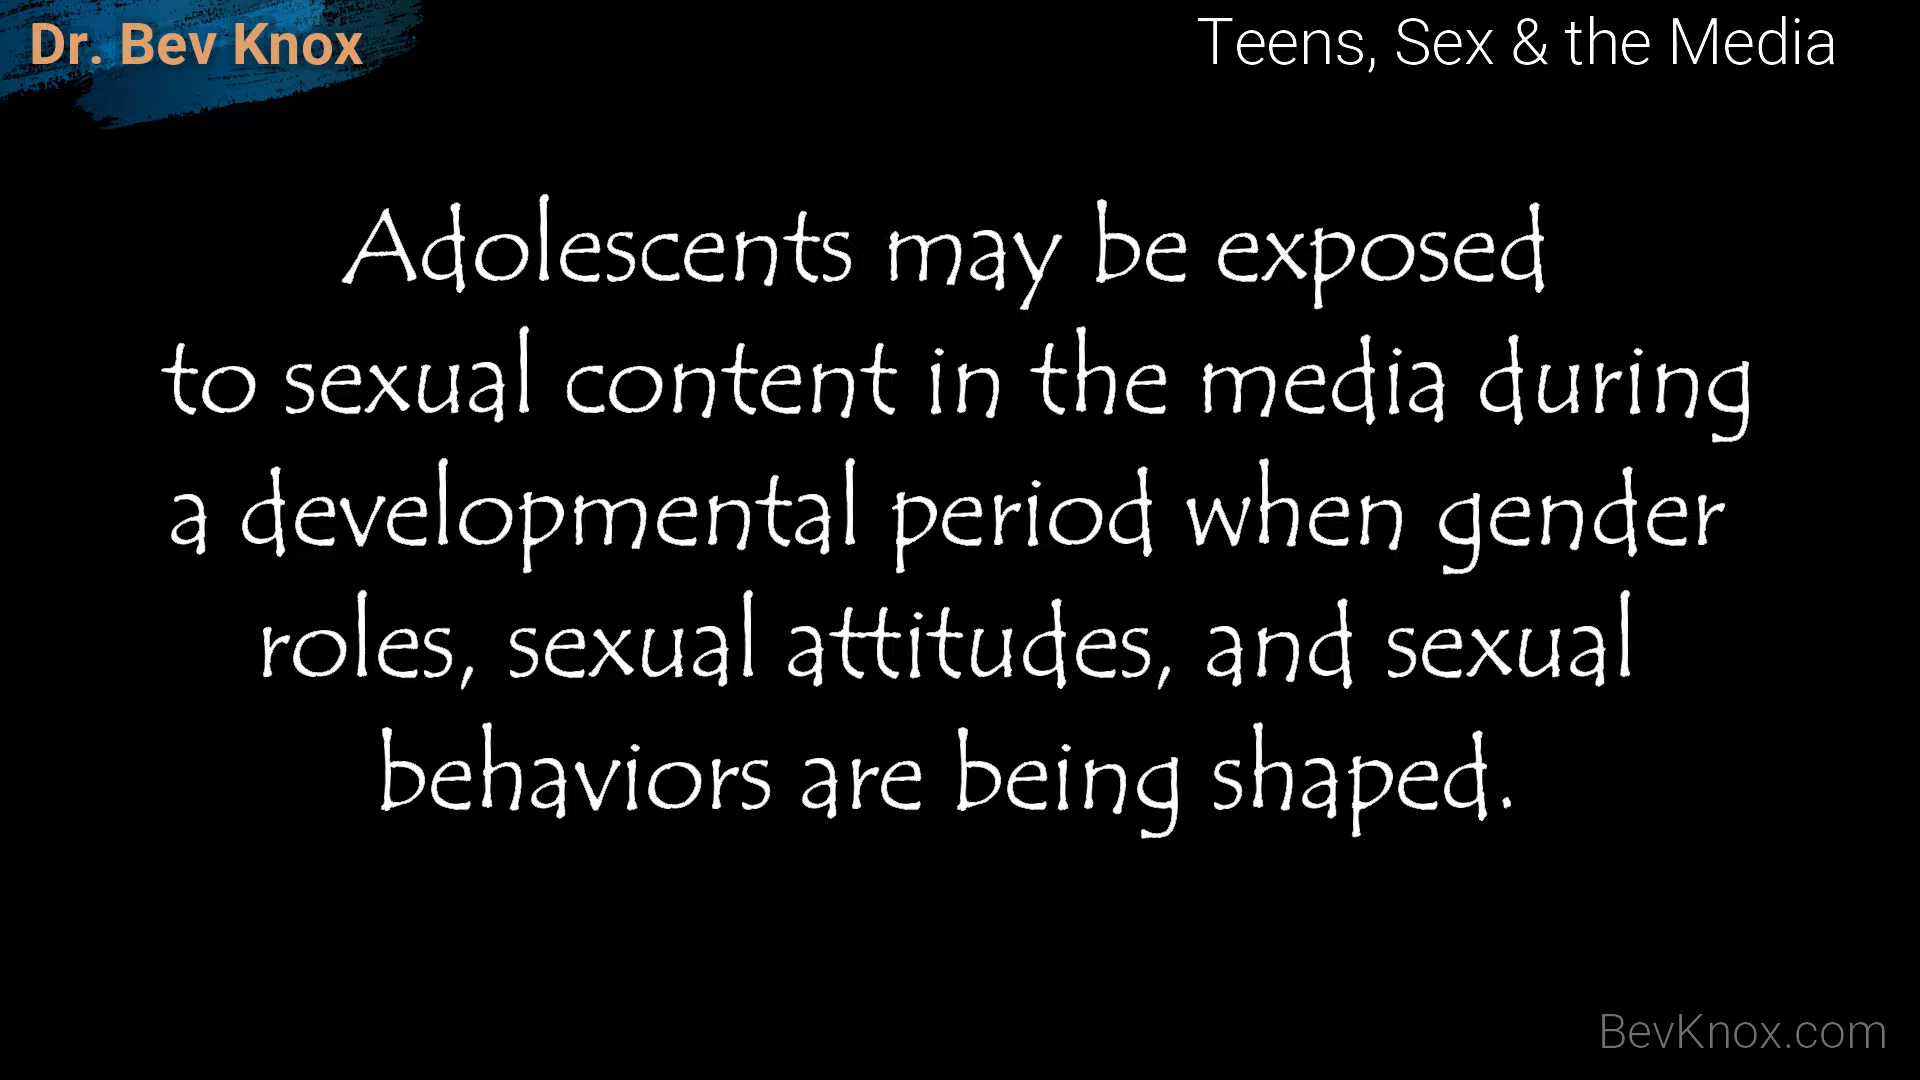 Dr. Bev Knox
Teens, Sex & the Media
Adolescents may be exposed
to sexual content in the media during
a developmental period when gender
roles, sexual attitudes, and sexual
behaviors are being shaped.
BevKnox.com